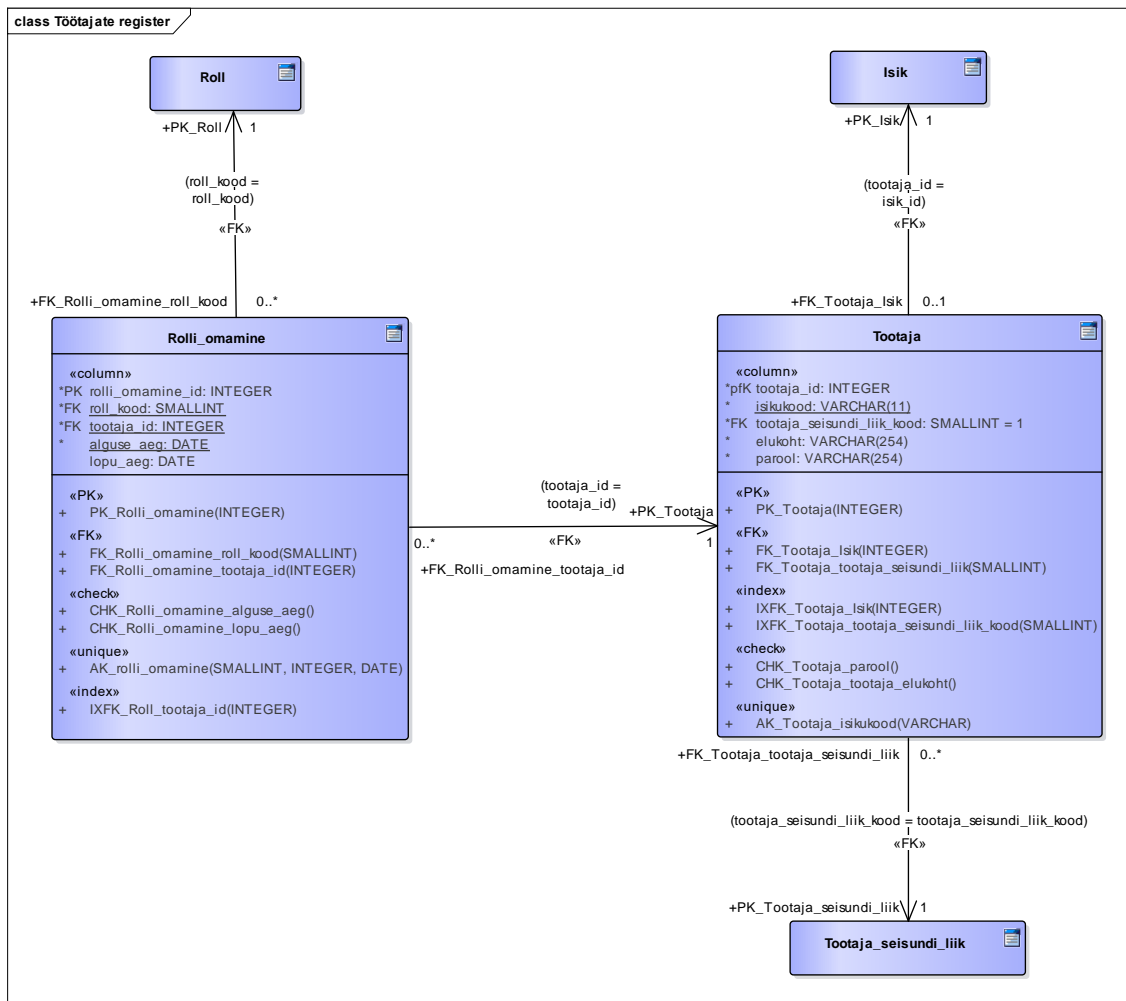 class Töötajate register
Roll
+PK_Roll 1
(roll_kood =
roll_kood)
«FK»
+FK_Rolli_omamine_roll_kood 0..*
Isik
+PK_Isik 1
(tootaja_id =
isik_id)
«FK»
+FK_Tootaja_Isik 0..1
Rolli_omamine
«column»
*PK rolli_omamine_id: INTEGER
*FK roll_kood: SMALLINT
*FK tootaja_id: INTEGER
* alguse_aeg: DATE
lopu_aeg: DATE
«PK»
+ PK_Rolli_omamine(INTEGER)
«FK»
+ FK_Rolli_omamine_roll_kood(SMALLINT)
+ FK_Rolli_omamine_tootaja_id(INTEGER)
«check»
+ CHK_Rolli_omamine_alguse_aeg()
+ CHK_Rolli_omamine_lopu_aeg()
«unique»
+ AK_rolli_omamine(SMALLINT, INTEGER, DATE)
«index»
+ IXFK_Roll_tootaja_id(INTEGER)
(tootaja_id =
tootaja_id)
+PK_Tootaja
0..* «FK» 1
+FK_Rolli_omamine_tootaja_id
Tootaja
«column»
*pfK tootaja_id: INTEGER
* isikukood: VARCHAR(11)
*FK tootaja_seisundi_liik_kood: SMALLINT = 1
* elukoht: VARCHAR(254)
* parool: VARCHAR(254)
«PK»
+ PK_Tootaja(INTEGER)
«FK»
+ FK_Tootaja_Isik(INTEGER)
+ FK_Tootaja_tootaja_seisundi_liik(SMALLINT)
«index»
+ IXFK_Tootaja_Isik(INTEGER)
+ IXFK_Tootaja_tootaja_seisundi_liik_kood(SMALLINT)
«check»
+ CHK_Tootaja_parool()
+ CHK_Tootaja_tootaja_elukoht()
«unique»
+ AK_Tootaja_isikukood(VARCHAR)
+FK_Tootaja_tootaja_seisundi_liik 0..*
(tootaja_seisundi_liik_kood = tootaja_seisundi_liik_kood)
«FK»
+PK_Tootaja_seisundi_liik 1
Tootaja_seisundi_liik